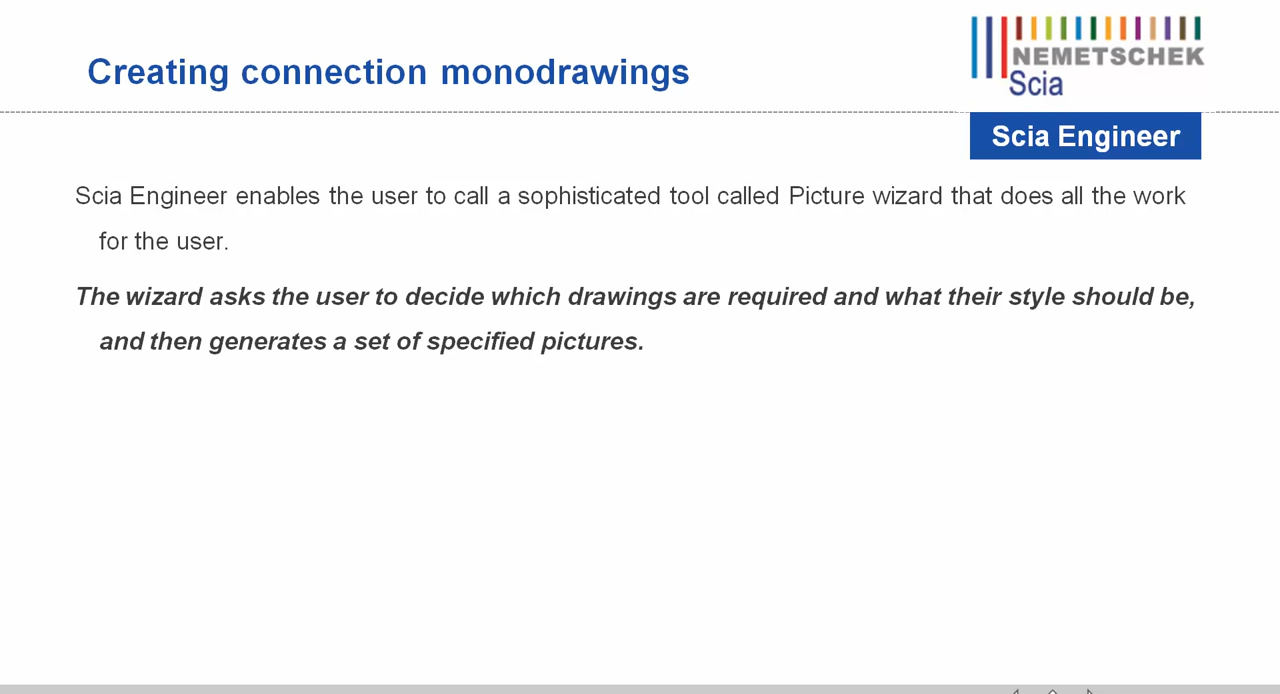 Creating connection monodrawings
NEMETSCHEK
Scia
Scia Engineer
Scia Engineer enables the user to call a sophisticated tool called Picture wizard that does all the work
for the user.
The wizard asks the user to decide which drawings are required and what their style should be,
and then generates a set of specified pictures.